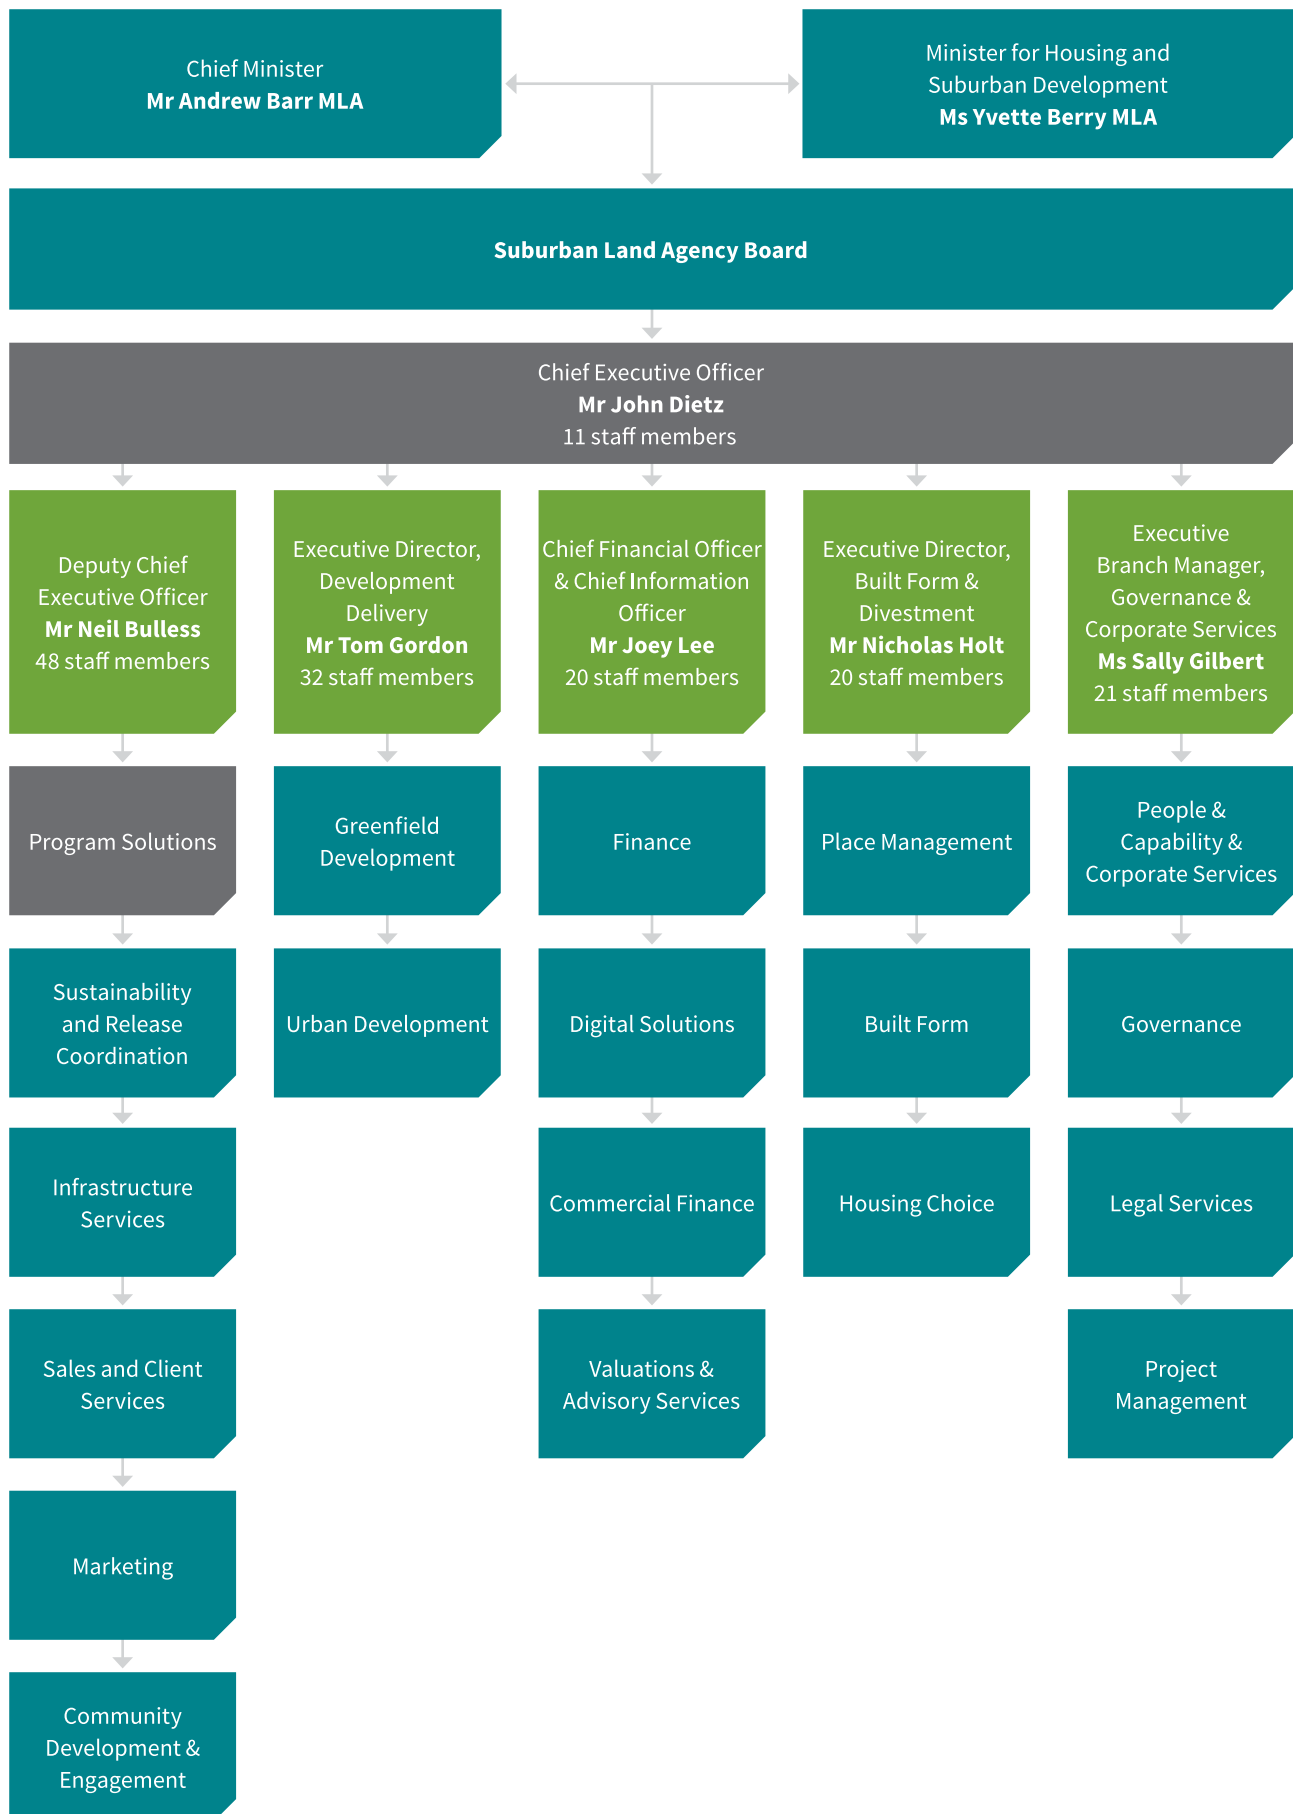 Chief Minister
Mr Andrew Barr MLA
Minister for Housing and
Suburban Development
Ms Yvette Berry MLA
Suburban Land Agency Board
Chief Executive Officer
Mr John Dietz
11 staff members
Deputy Chief
Executive Officer
Mr Neil Bulless
48 staff members
Executive Director,
Development
Delivery
Mr Tom Gordon
32 staff members
Chief Financial Officer
& Chief Information
Officer
Mr Joey Lee
20 staff members
Executive Director,
Built Form &
Divestment
Mr Nicholas Holt
20 staff members
Executive
Branch Manager,
Governance &
Corporate Services
Ms Sally Gilbert
21 staff members
Program Solutions
Greenfield
Development
Finance
Place Management
People &
Capability &
Corporate Services
Sustainability
and Release
Coordination
Urban Development
Digital Solutions
Built Form
Governance
Infrastructure
Services
Commercial Finance
Housing Choice
Legal Services
Sales and Client
Services
Valuations &
Advisory Services
Project
Management
Marketing
Community
Development &
Engagement